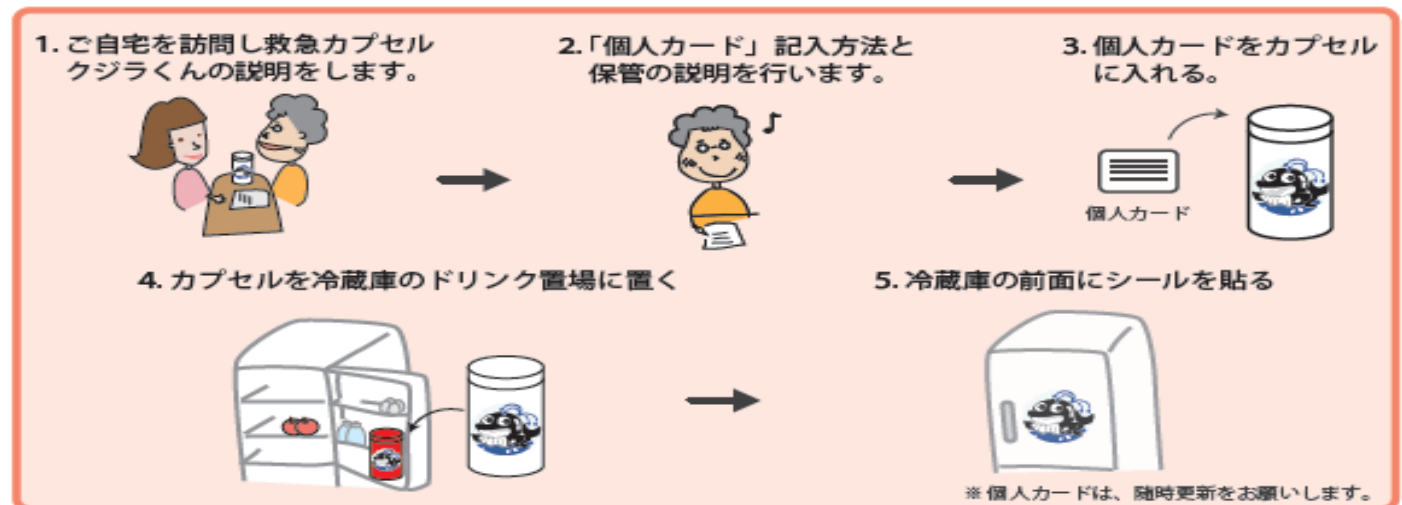 1. ご自宅を訪問し救急カプセル
クジラくんの説明をします。
2.「個人カード」記入方法と
保管の説明を行います。
3. 個人カードをカプセル
に入れる。
個人カード
4. カプセルを冷蔵庫のドリンク置場に置く
5. 冷蔵庫の前面にシールを貼る
※個人カードは、随時更新をお願いします。